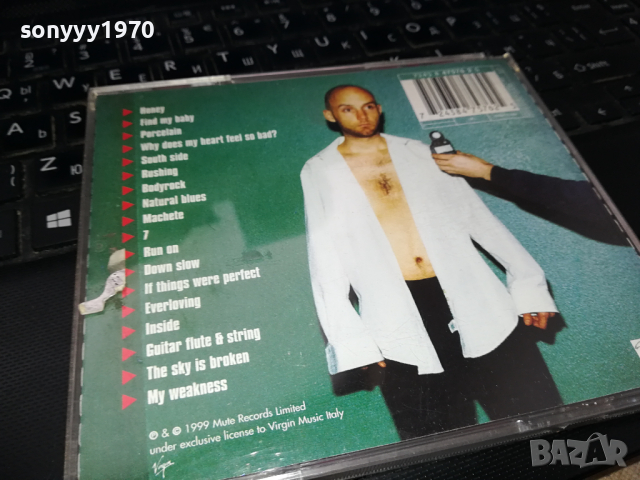 sonyyy1970
Honey
Find my baby
Porcelain
Why does my heart feel so bad?
South side
Rushing
Bodyrock
Natural blues
Machete
7
Run on
Down slow
If things were perfect
Everloving
Inside
Guitar flute & string
The sky is broken
My weakness
℗ & © 1999 Mute Records Limited
under exclusive license to Virgin Music Italy
Virgin
BAZAR
bg